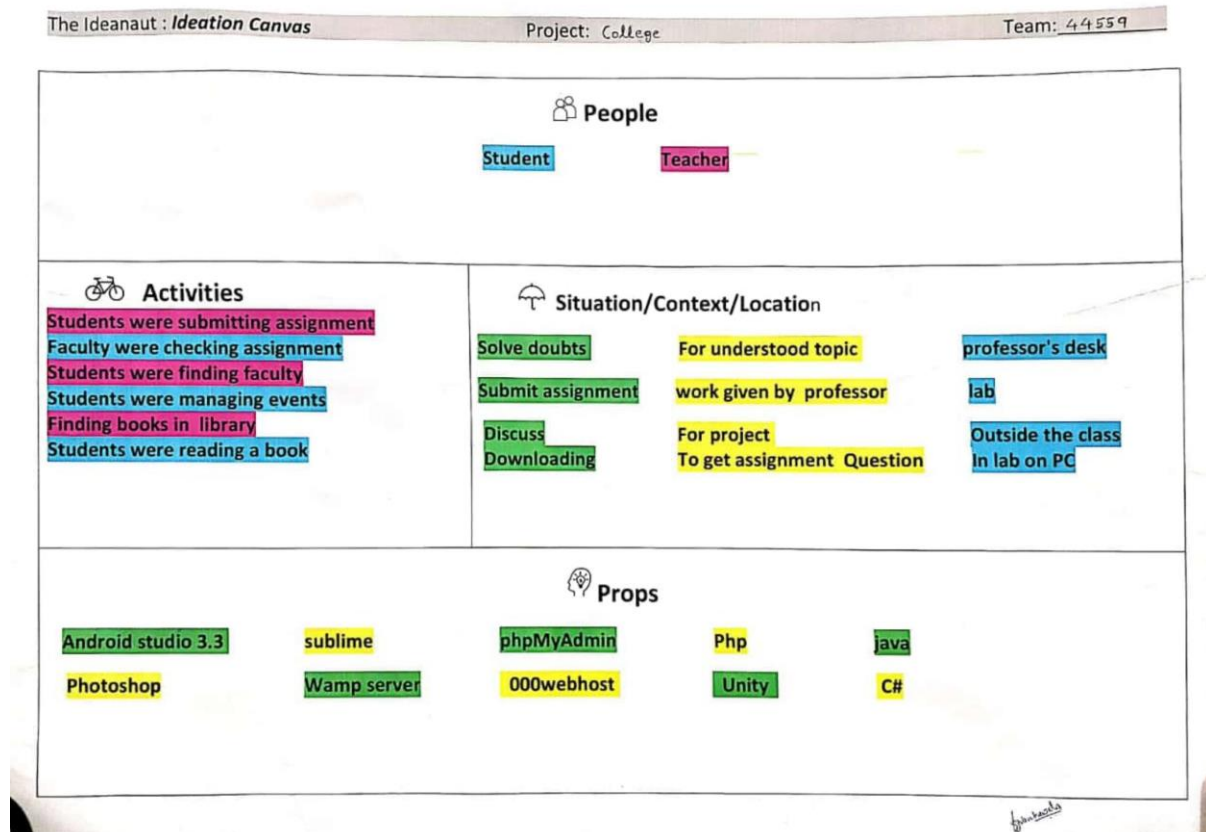 The Ideanaut : Ideation Canvas Project: College Team: 44559
People
Student Teacher
Activities
Students were submitting assignment
Faculty were checking assignment
Students were finding faculty
Students were managing events
Finding books in library
Students were reading a book
Situation/Context/Location
Solve doubts For understood topic professor's desk
Submit assignment work given by professor lab
Discuss For project Outside the class
Downloading To get assignment Question In lab on PC
Props
Android studio 3.3 sublime phpMyAdmin Php java
Photoshop Wamp server 000webhost Unity C#